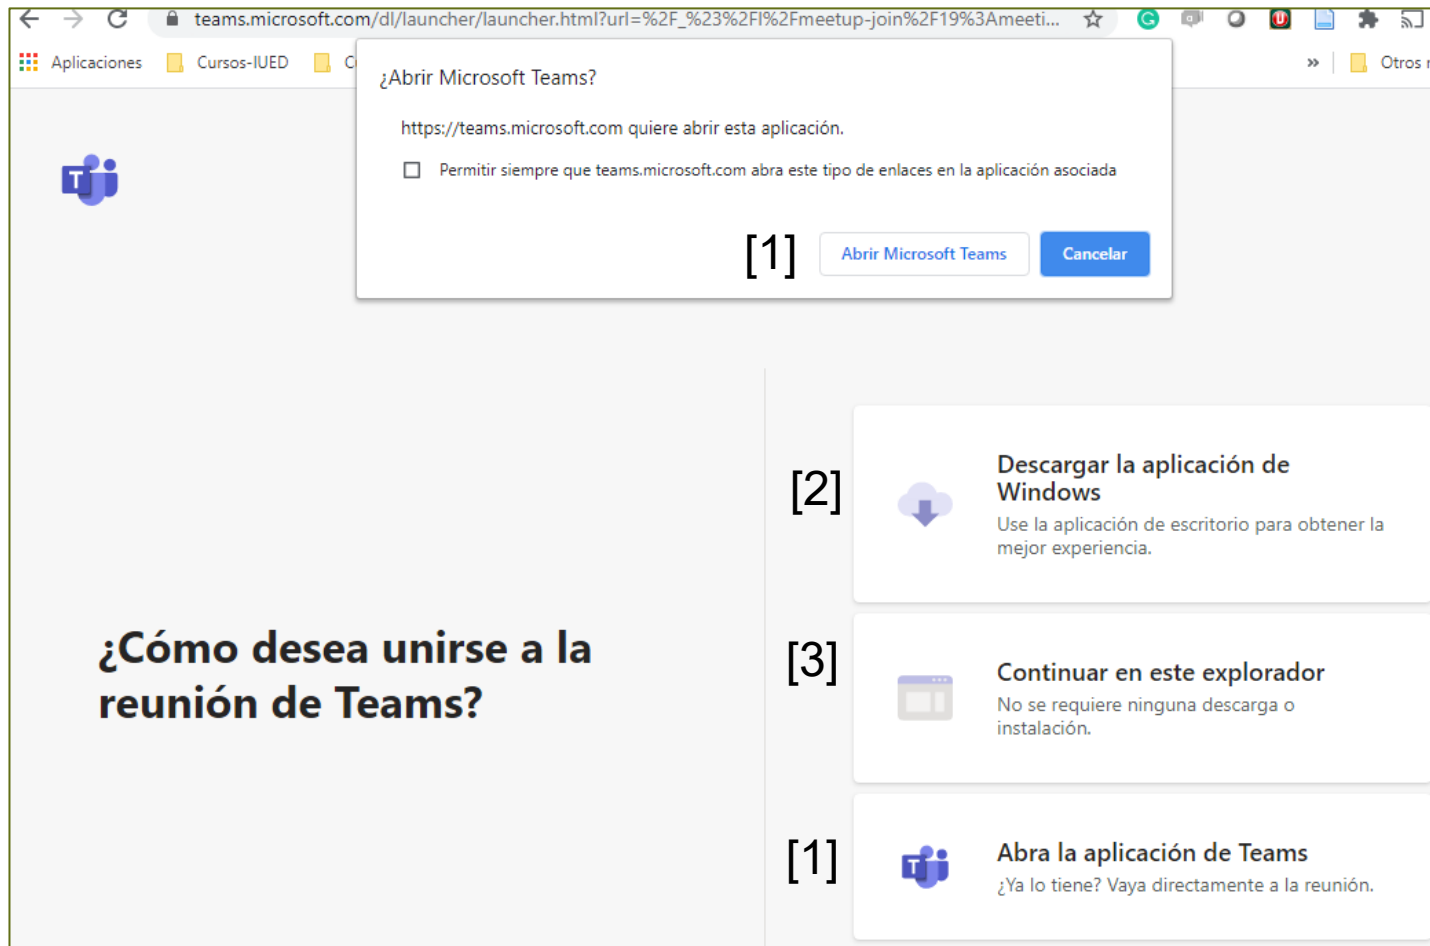 teams.microsoft.com/dl/launcher/launcher.html?url=%2F_%23%2Fl%2Fmeetup-join%2F19%3Ameeti...
Aplicaciones Cursos-IUED C » Otros r
¿Abrir Microsoft Teams?
https://teams.microsoft.com quiere abrir esta aplicación.
Permitir siempre que teams.microsoft.com abra este tipo de enlaces en la aplicación asociada
[1] Abrir Microsoft Teams Cancelar
T
¿Cómo desea unirse a la
reunión de Teams?
[2] Descargar la aplicación de
Windows
Use la aplicación de escritorio para obtener la
mejor experiencia.
[3] Continuar en este explorador
No se requiere ninguna descarga o
instalación.
[1] T Abra la aplicación de Teams
¿Ya lo tiene? Vaya directamente a la reunión.